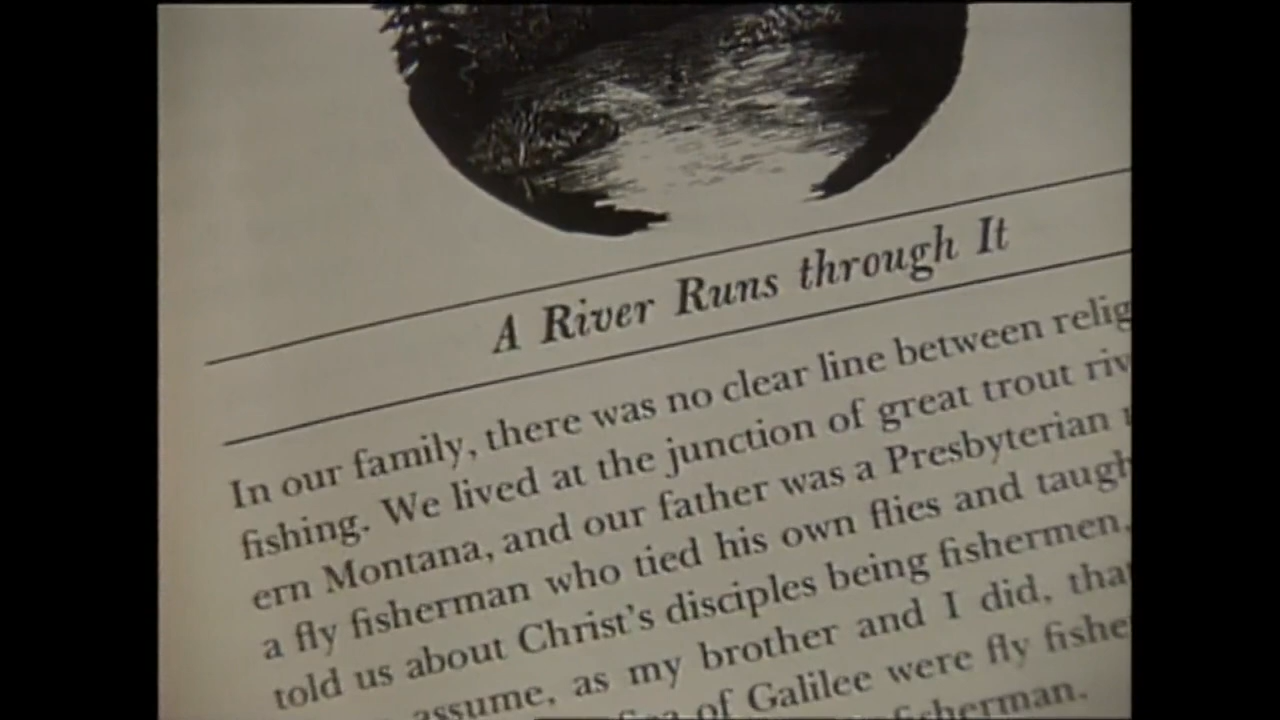 A River Runs through It
In our family, there was no clear line between relig
fishing. We lived at the junction of great trout riv
ern Montana, and our father was a Presbyterian
a fly fisherman who tied his own flies and taugh
told us about Christ's disciples being fishermen,
assume, as my brother and I did, tha
of Galilee were fly fishe
fisherman.